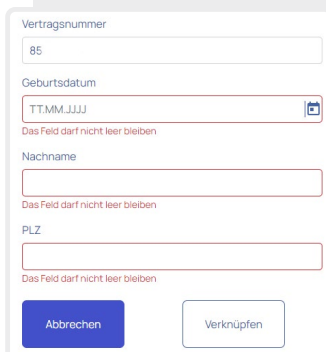 Vertragsnummer
85
Geburtsdatum
TT.MM.JJJJ
Das Feld darf nicht leer bleiben
Nachname
Das Feld darf nicht leer bleiben
PLZ
Das Feld darf nicht leer bleiben
Abbrechen
Verknüpfen